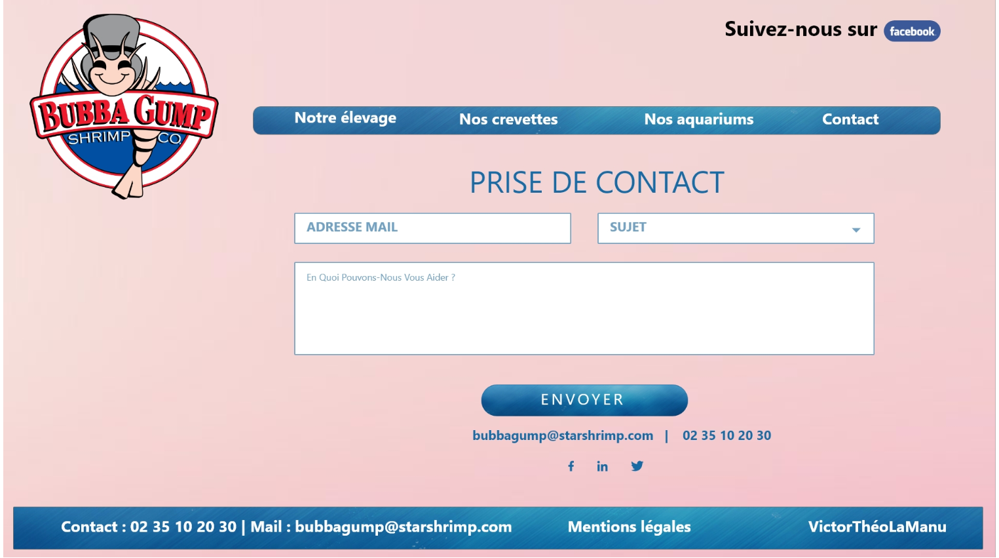 Suivez-nous sur facebook
BUBBA GUMP
SHRIMP CO.
Notre élevage Nos crevettes Nos aquariums Contact
PRISE DE CONTACT
ADRESSE MAIL SUJET
En Quoi Pouvons-Nous Vous Aider ?
ENVOYER
bubbagump@starshrimp.com | 02 35 10 20 30
Contact : 02 35 10 20 30 | Mail : bubbagump@starshrimp.com Mentions légales VictorThéoLaManu